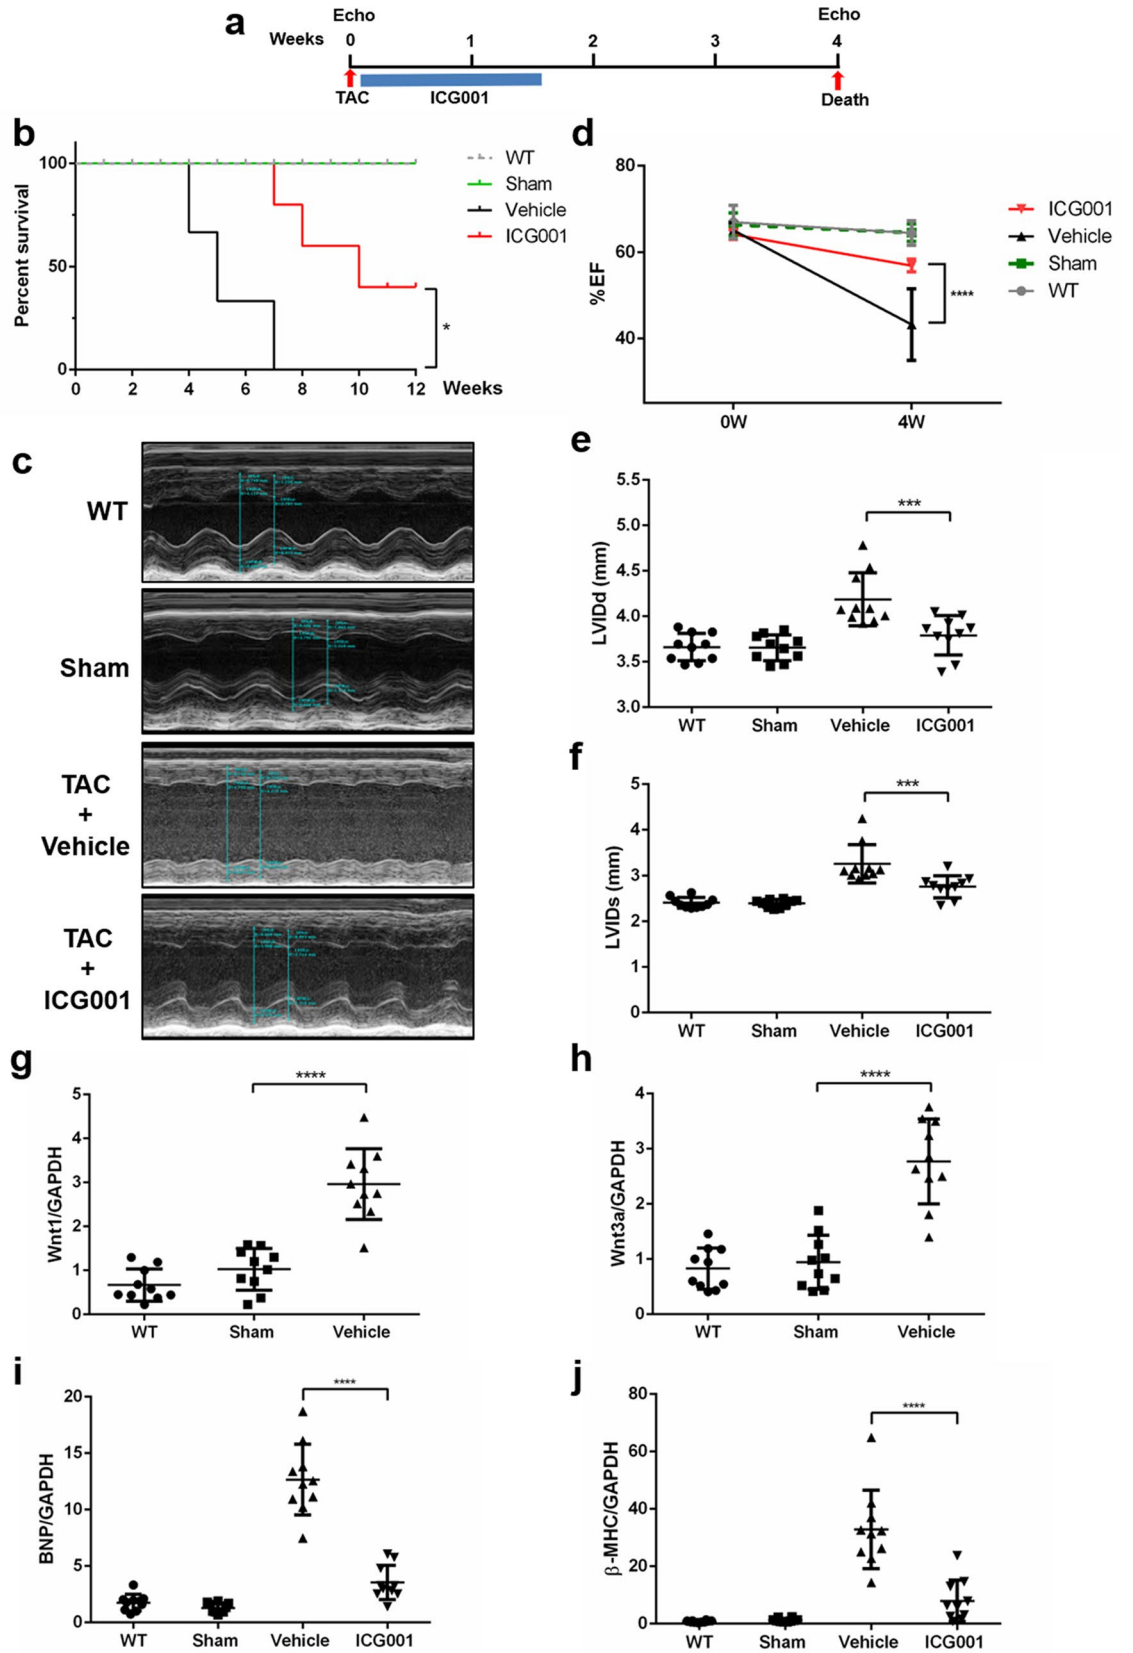 a
Echo Echo
Weeks 0 1 2 3 4
TAC ICG001 Death
b
Percent survival
100
50
0
0 2 4 6 8 10 12 Weeks
WT
Sham
Vehicle
ICG001
*
d
%EF
80
60
40
0W 4W
ICG001
Vehicle
Sham
WT
****
c
WT
Sham
TAC
+
Vehicle
TAC
+
ICG001
e
LVIDd (mm)
5.5
5.0
4.5
4.0
3.5
3.0
***
WT Sham Vehicle ICG001
f
LVIDs (mm)
5
4
3
2
1
0
***
WT Sham Vehicle ICG001
g
Wnt1/GAPDH
5
4
3
2
1
0
****
WT Sham Vehicle
h
Wnt3a/GAPDH
4
3
2
1
0
****
WT Sham Vehicle
i
BNP/GAPDH
20
15
10
5
0
****
WT Sham Vehicle ICG001
j
β-MHC/GAPDH
80
60
40
20
0
****
WT Sham Vehicle ICG001